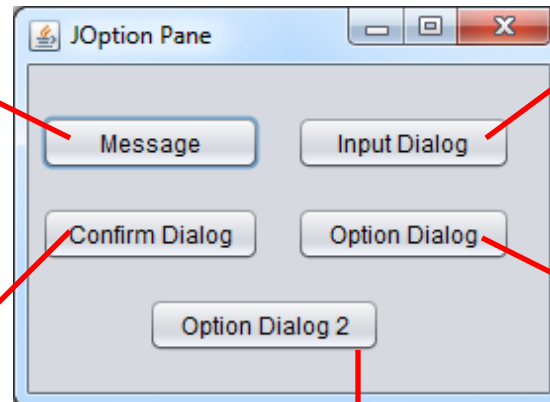 JOption Pane
Message
Input Dialog
Confirm Dialog
Option Dialog
Option Dialog 2